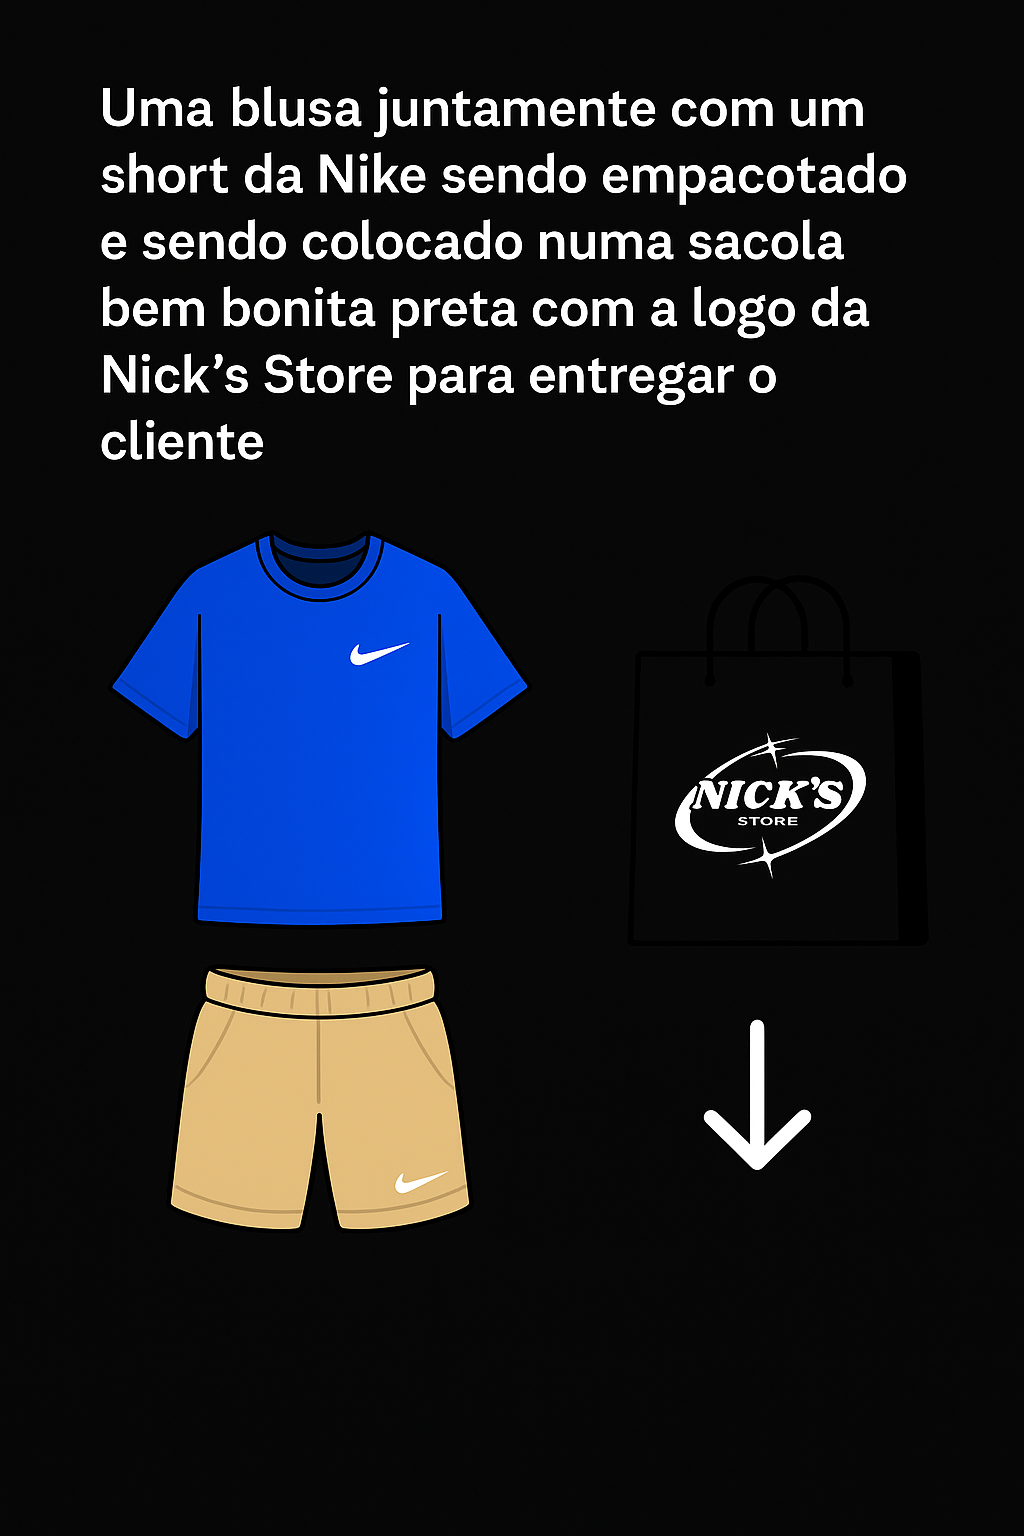 Uma blusa juntamente com um
short da Nike sendo empacotado
e sendo colocado numa sacola
bem bonita preta com a logo da
Nick’s Store para entregar o
cliente
NICK’S
STORE